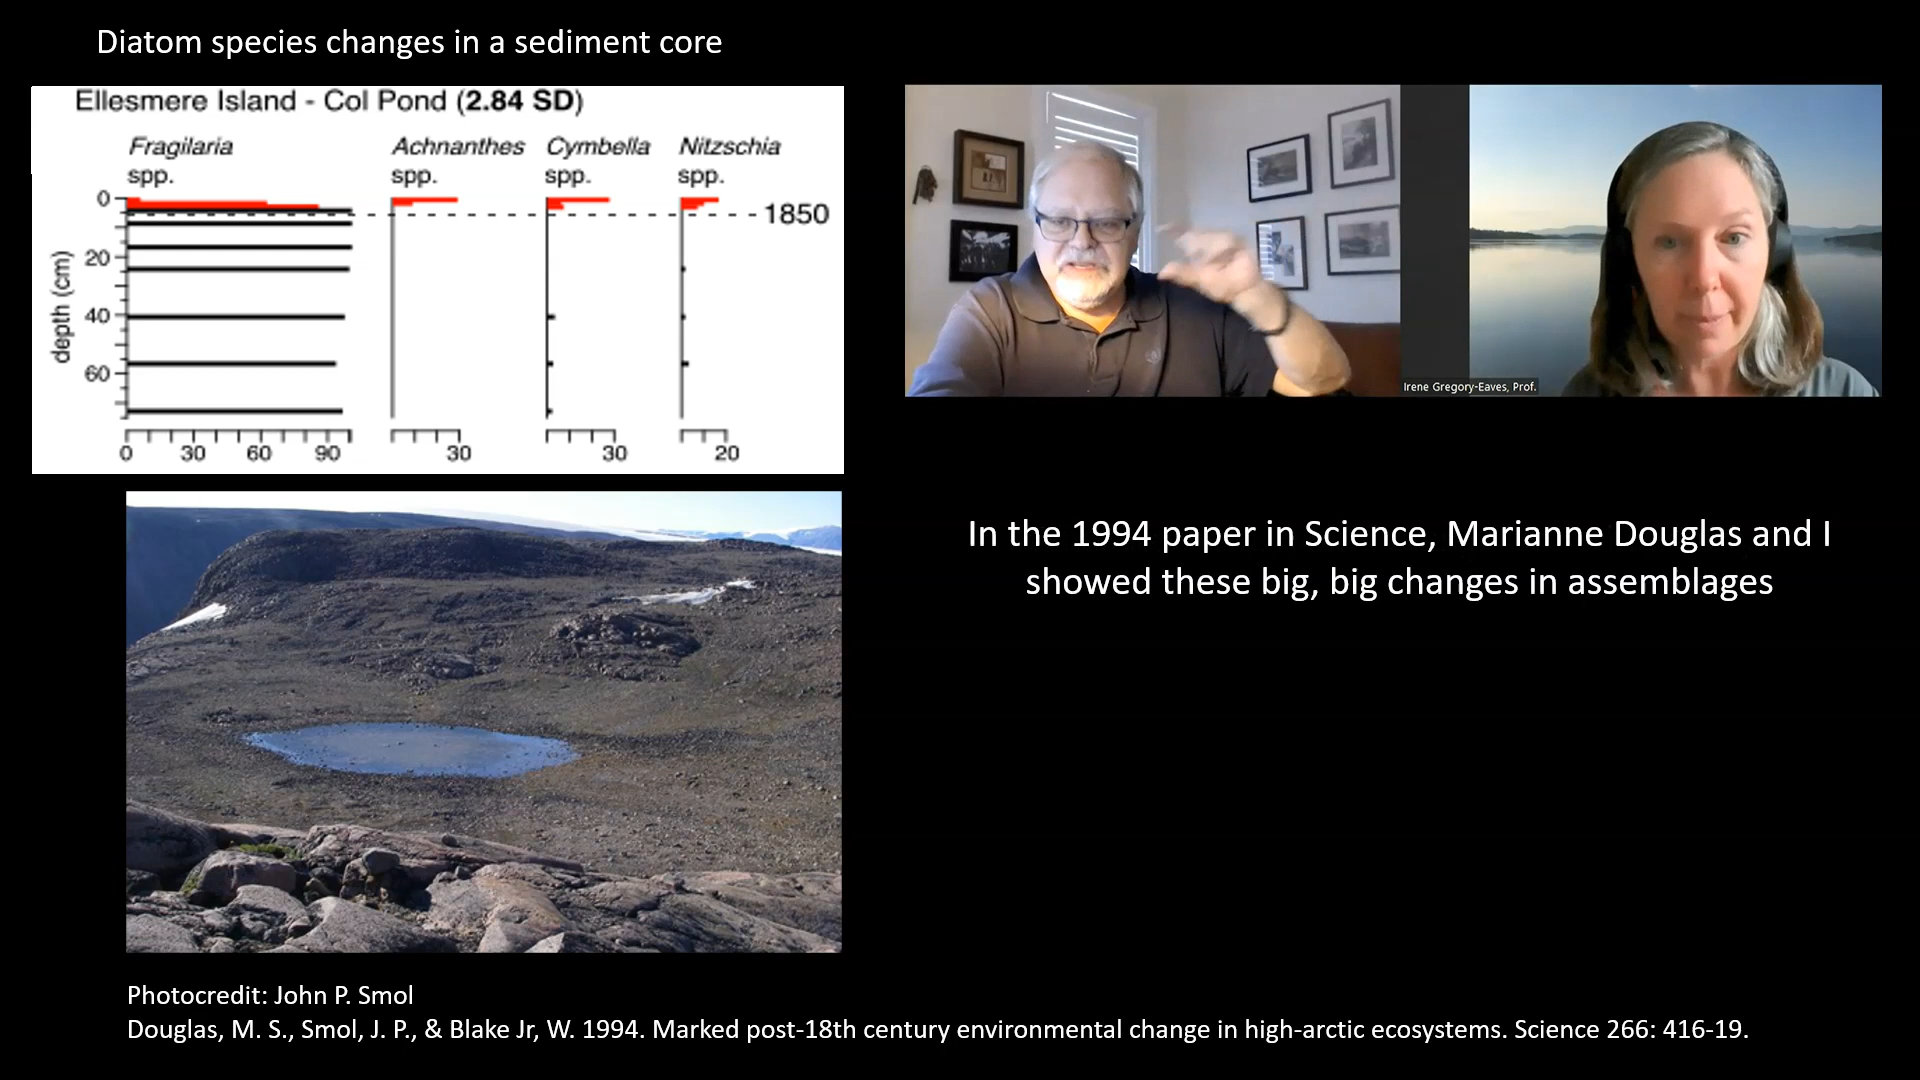 Diatom species changes in a sediment core
Ellesmere Island - Col Pond (2.84 SD)
Fragilaria spp.
Achnanthes spp.
Cymbella spp.
Nitzschia spp.
0
20
40
60
depth (cm)
1850
0 30 60 90
30
30
20
Irene Gregory-Eaves, Prof.
In the 1994 paper in Science, Marianne Douglas and I
showed these big, big changes in assemblages
Photocredit: John P. Smol
Douglas, M. S., Smol, J. P., & Blake Jr, W. 1994. Marked post-18th century environmental change in high-arctic ecosystems. Science 266: 416-19.